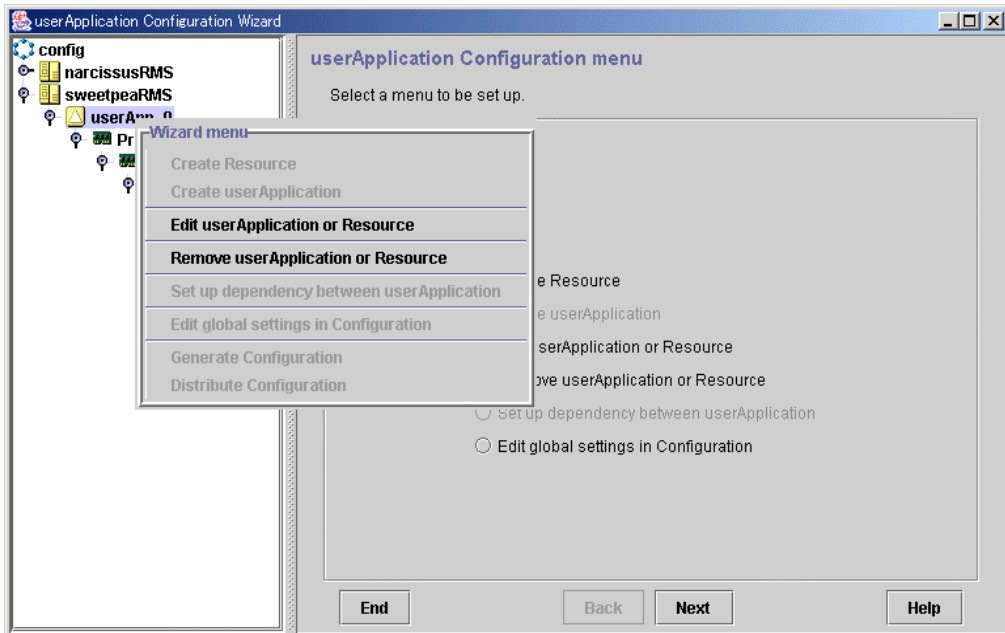 userApplication Configuration Wizard
config
narcissusRMS
sweetpeaRMS
Pr
Wizard menu
Create Resource
Create userApplication
Edit userApplication or Resource
Remove userApplication or Resource
Set up dependency between userApplication
Edit global settings in Configuration
Generate Configuration
Distribute Configuration
userApplication Configuration menu
Select a menu to be set up.
e Resource
e userApplication
serApplication or Resource
ove userApplication or Resource
Set up dependency between userApplication
Edit global settings in Configuration
End
Back
Next
Help